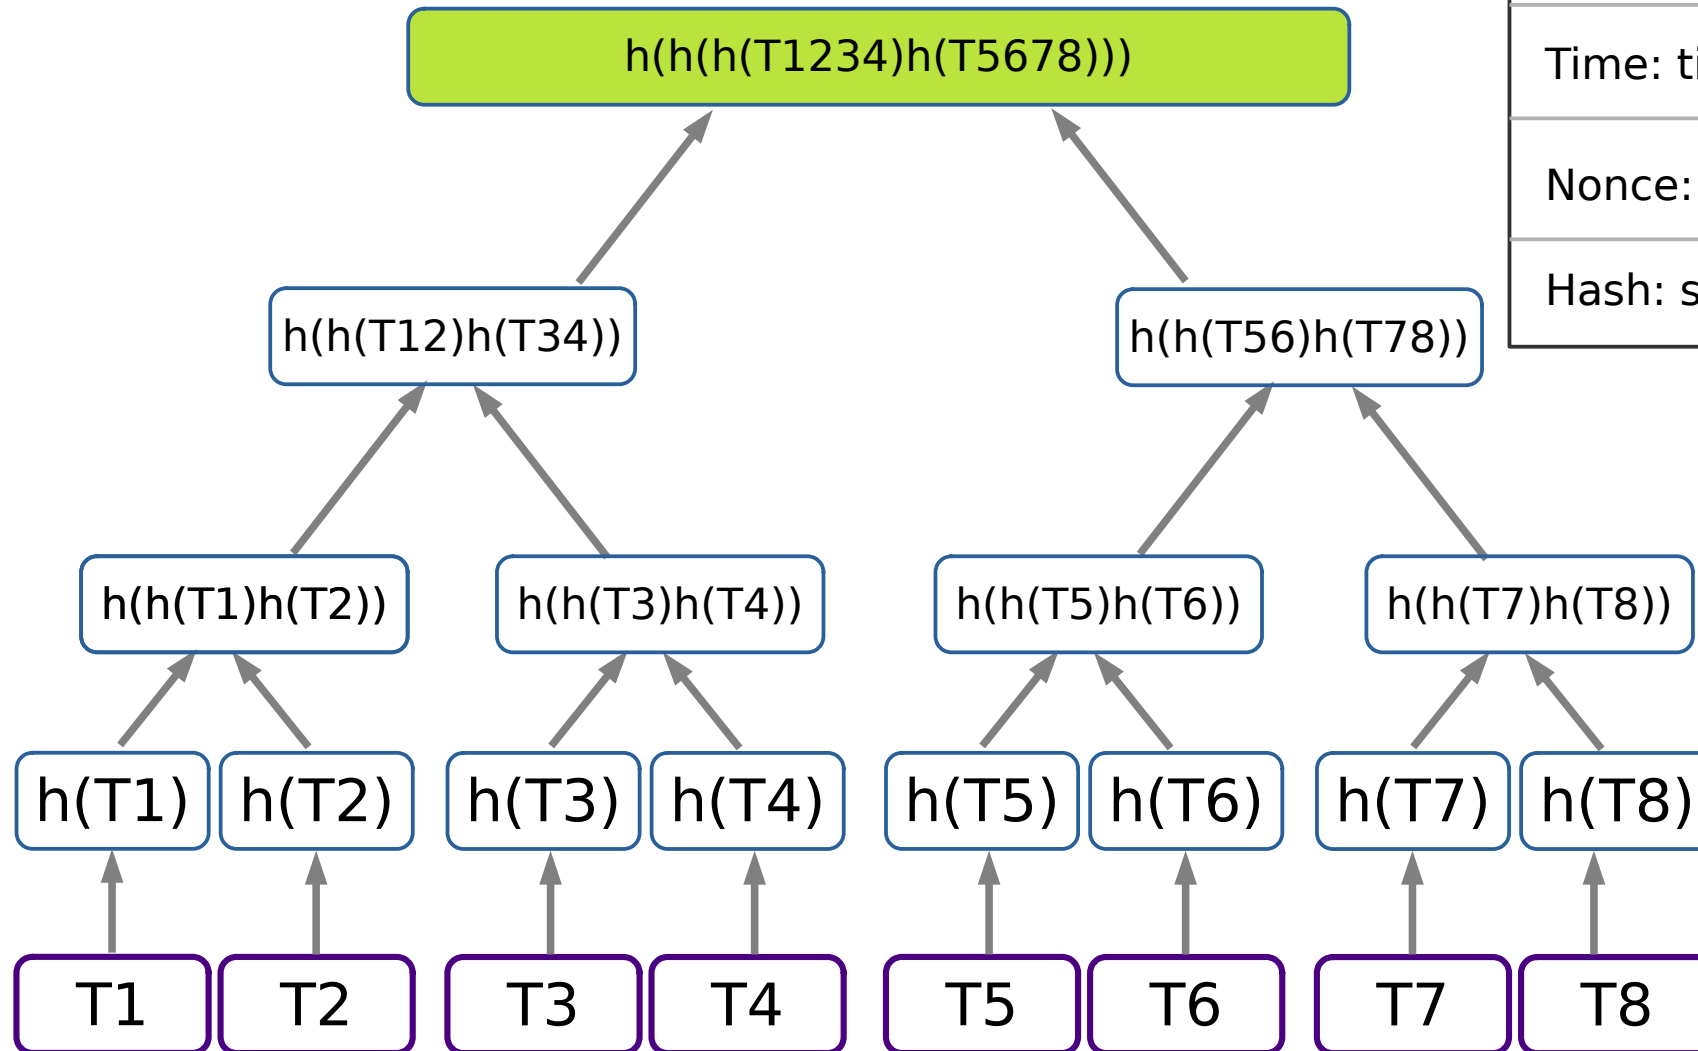 h(h(h(T1234)h(T5678)))
Time:
Nonce:
Hash:
h(h(T12)h(T34))
h(h(T56)h(T78))
h(h(T1)h(T2))
h(h(T3)h(T4))
h(h(T5)h(T6))
h(h(T7)h(T8))
h(T1)
h(T2)
h(T3)
h(T4)
h(T5)
h(T6)
h(T7)
h(T8)
T1
T2
T3
T4
T5
T6
T7
T8